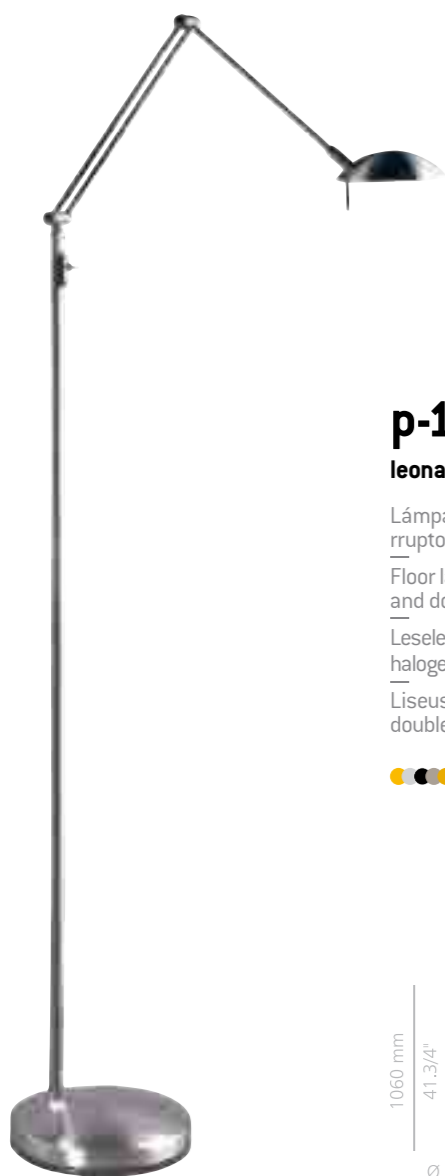 p-1
leona
Lámpa
rrupto
Floor l
and do
Lesele
haloge
Liseus
double
1060 mm
41.3/4"
Ø